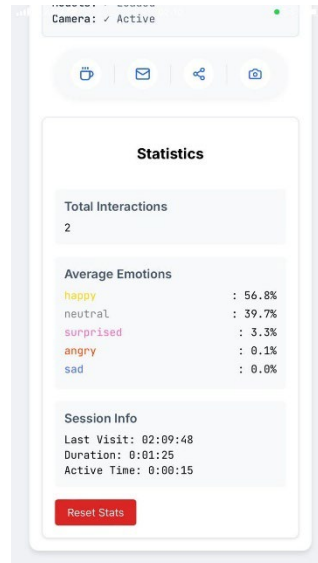 Camera: ✓ Active
Statistics
Total Interactions
2
Average Emotions
happy : 56.8%
neutral : 39.7%
surprised : 3.3%
angry : 0.1%
sad : 0.0%
Session Info
Last Visit: 02:09:48
Duration: 0:01:25
Active Time: 0:00:15
Reset Stats